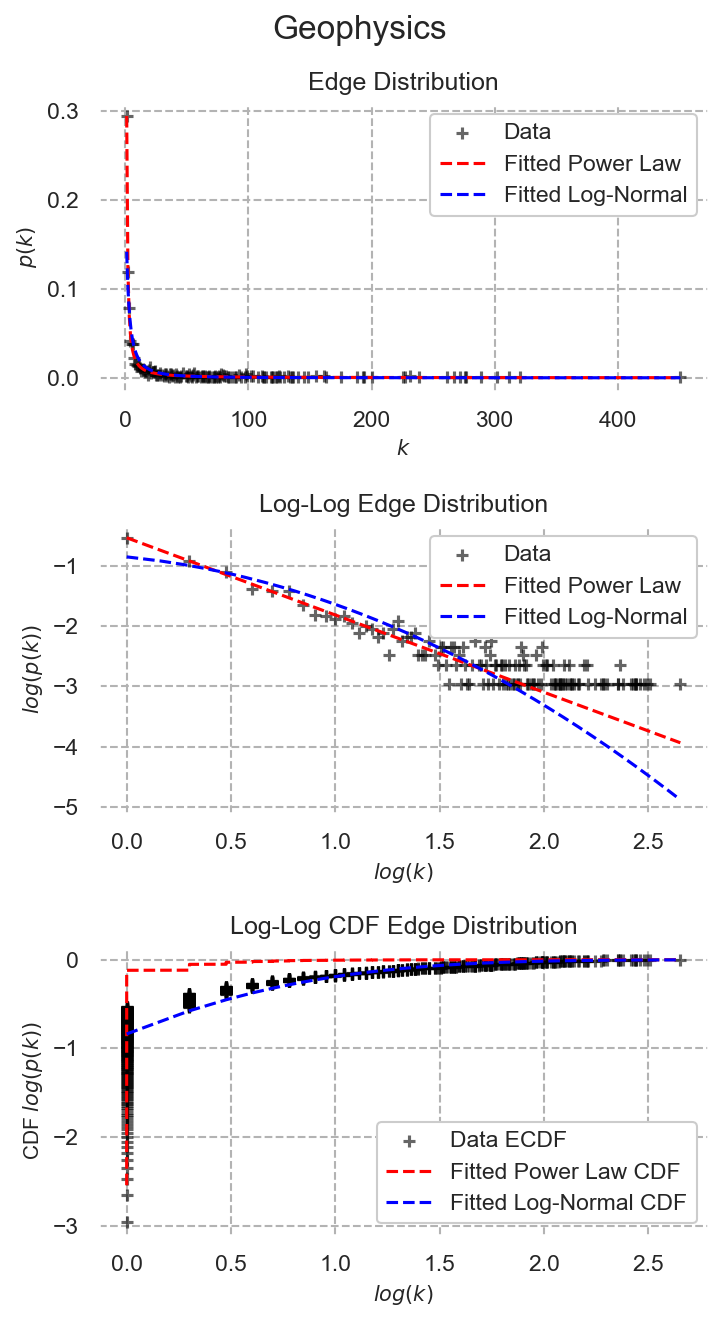 Geophysics
Edge Distribution
0.3
0.2
0.1
0.0
p(k)
Data
Fitted Power Law
Fitted Log-Normal
0 100 200 300 400
k
Log-Log Edge Distribution
−1
−2
−3
−4
−5
log(p(k))
Data
Fitted Power Law
Fitted Log-Normal
0.0 0.5 1.0 1.5 2.0 2.5
log(k)
Log-Log CDF Edge Distribution
0
−1
−2
−3
CDF log(p(k))
Data ECDF
Fitted Power Law CDF
Fitted Log-Normal CDF
0.0 0.5 1.0 1.5 2.0 2.5
log(k)